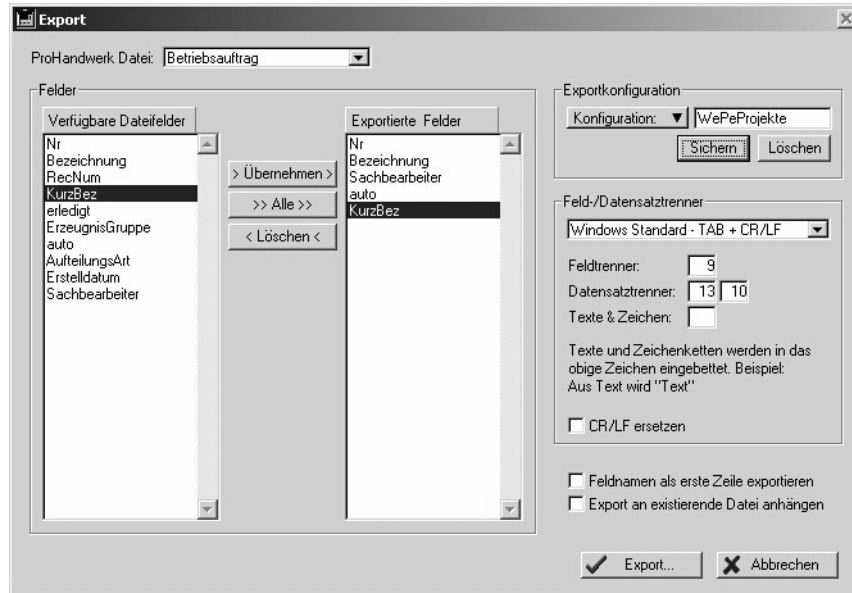 Export
ProHandwerk Datei: Betriebsauftrag
Felder
Verfügbare Dateifelder
Nr
Bezeichnung
RecNum
KurzBez
erledigt
ErzeugnisGruppe
auto
AufteilungsArt
Erstelldatum
Sachbearbeiter
> Übernehmen >
>> Alle >>
< Löschen <
Exportierte Felder
Nr
Bezeichnung
Sachbearbeiter
auto
KurzBez
Exportkonfiguration
Konfiguration: WePeProjekte
Sichern Löschen
Feld-/Datensatztrenner
Windows Standard - TAB + CR/LF
Feldtrenner: 9
Datensatztrenner: 13 10
Texte & Zeichen:
Texte und Zeichenketten werden in das
obige Zeichen eingebettet. Beispiel:
Aus Text wird "Text"
CR/LF ersetzen
Feldnamen als erste Zeile exportieren
Export an existierende Datei anhängen
Export... Abbrechen